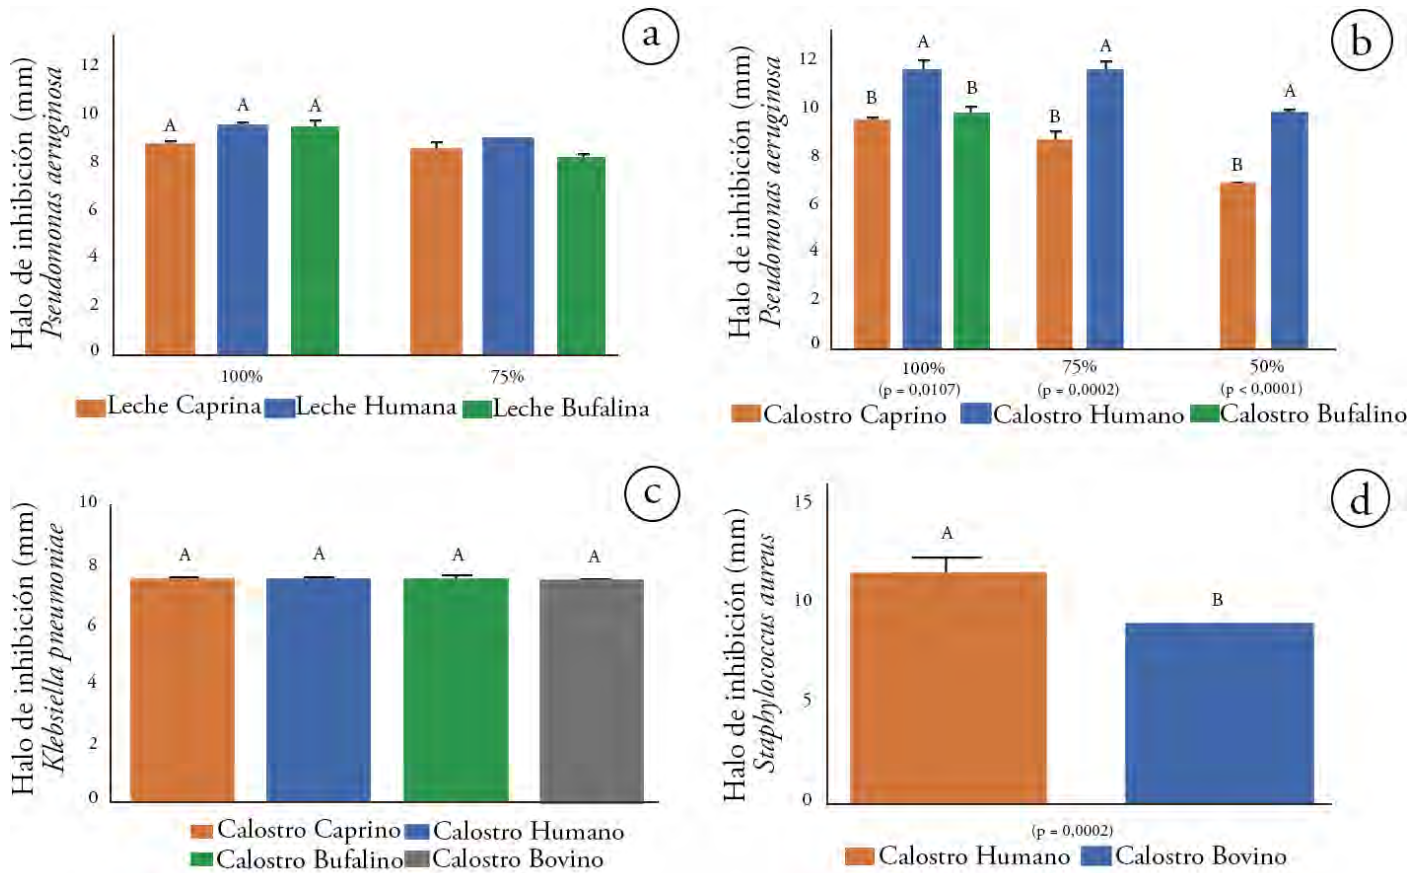 a
Halo de inhibición (mm)
Pseudomonas aeruginosa
12
10
8
6
4
2
0
A
A
A
100%
75%
Leche Caprina
Leche Humana
Leche Bufalina
b
Halo de inhibición (mm)
Pseudomonas aeruginosa
12
10
8
6
4
2
0
B
A
B
B
A
B
A
100%
(p = 0,0107)
75%
(p = 0,0002)
50%
(p < 0,0001)
Calostro Caprino
Calostro Humano
Calostro Bufalino
c
Halo de inhibición (mm)
Klebsiella pneumoniae
10
8
6
4
2
0
A
A
A
A
Calostro Caprino
Calostro Humano
Calostro Bufalino
Calostro Bovino
d
Halo de inhibición (mm)
Staphylococcus aureus
15
10
5
0
A
B
(p = 0,0002)
Calostro Humano
Calostro Bovino